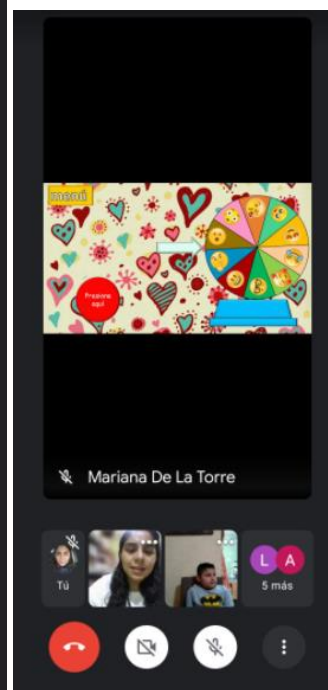 menú
Presiona
aquí
Mariana De La Torre
L A
Tú
5 más